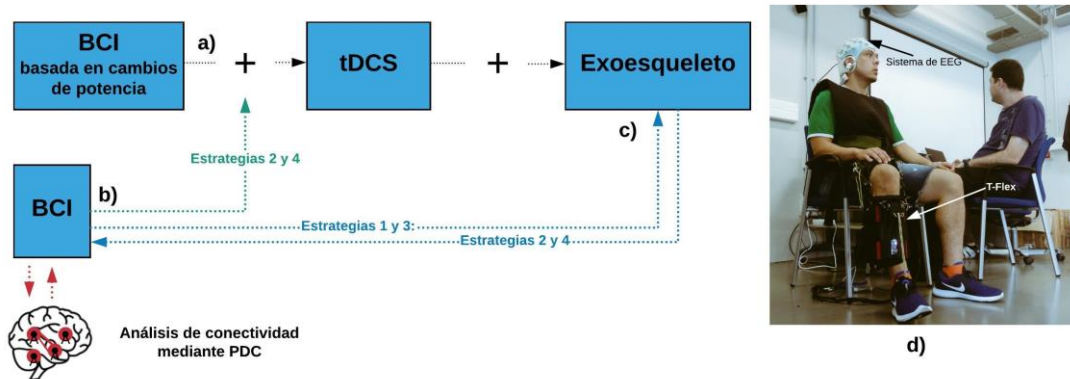 BCI
basada en cambios
de potencia
a)
+
tDCS
+
Exoesqueleto
c)
Estrategias 2 y 4
b)
BCI
Estrategias 1 y 3:
Estrategias 2 y 4
Análisis de conectividad
mediante PDC
Sistema de EEG
T-Flex
d)